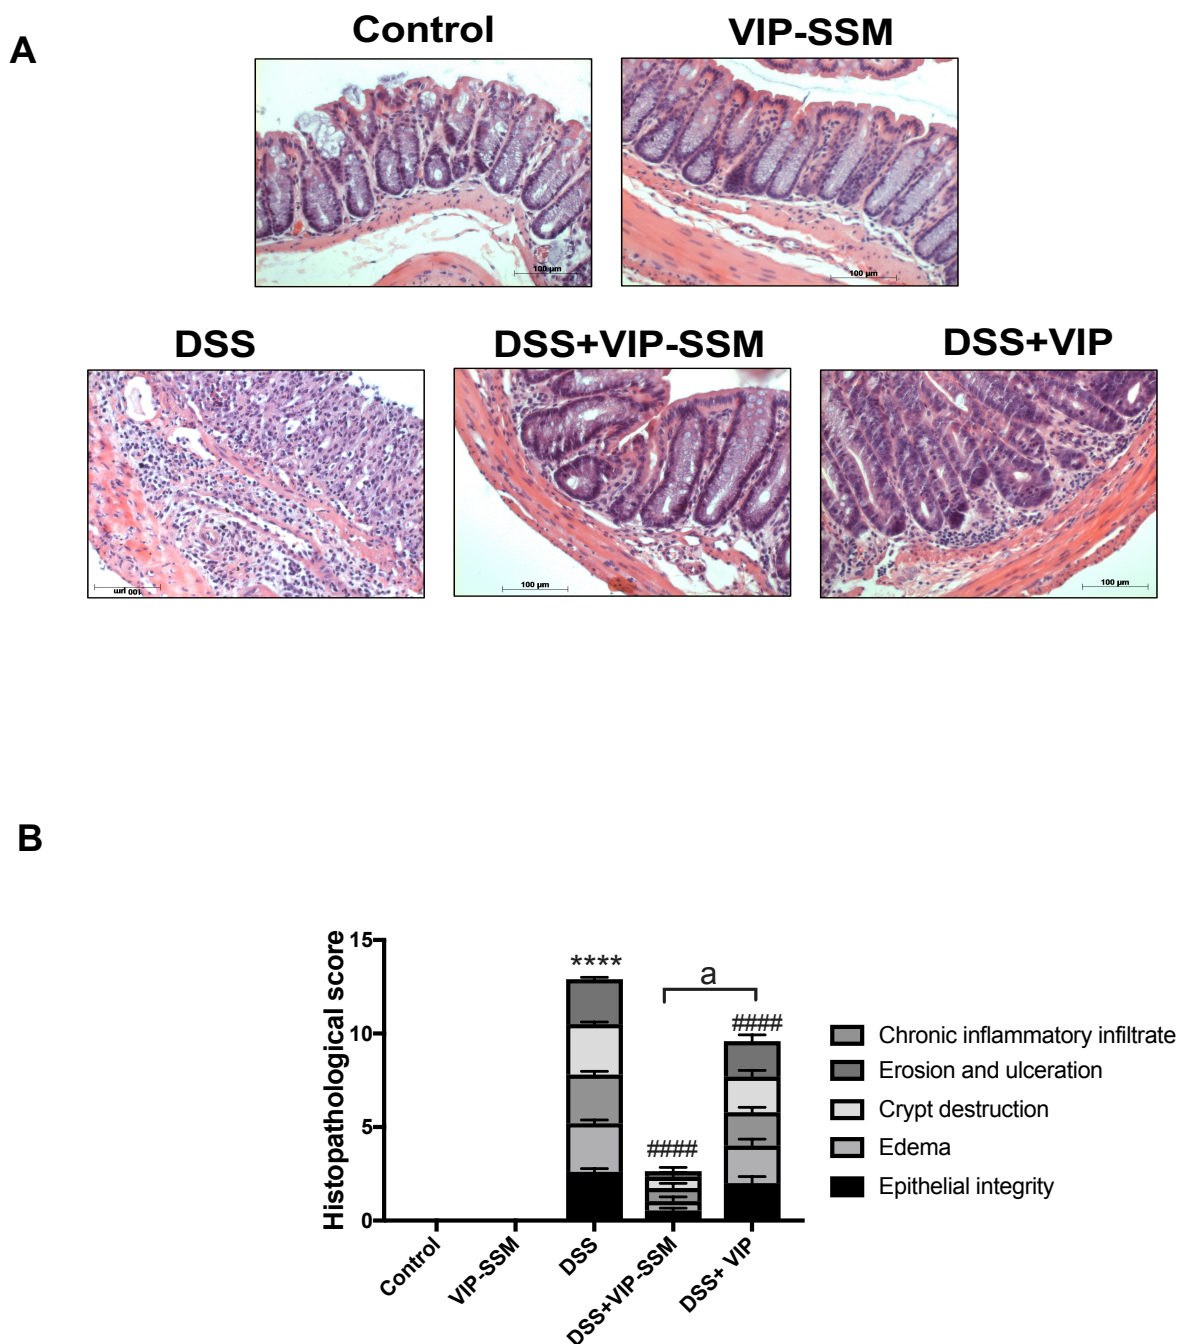 A
Control
VIP-SSM
100 µm
100 µm
DSS
DSS+VIP-SSM
DSS+VIP
100 µm
100 µm
100 µm
B
Histopathological score
15
10
5
0
****
####
a
####
Control
VIP-SSM
DSS
DSS+VIP-SSM
DSS+ VIP
Chronic inflammatory infiltrate
Erosion and ulceration
Crypt destruction
Edema
Epithelial integrity